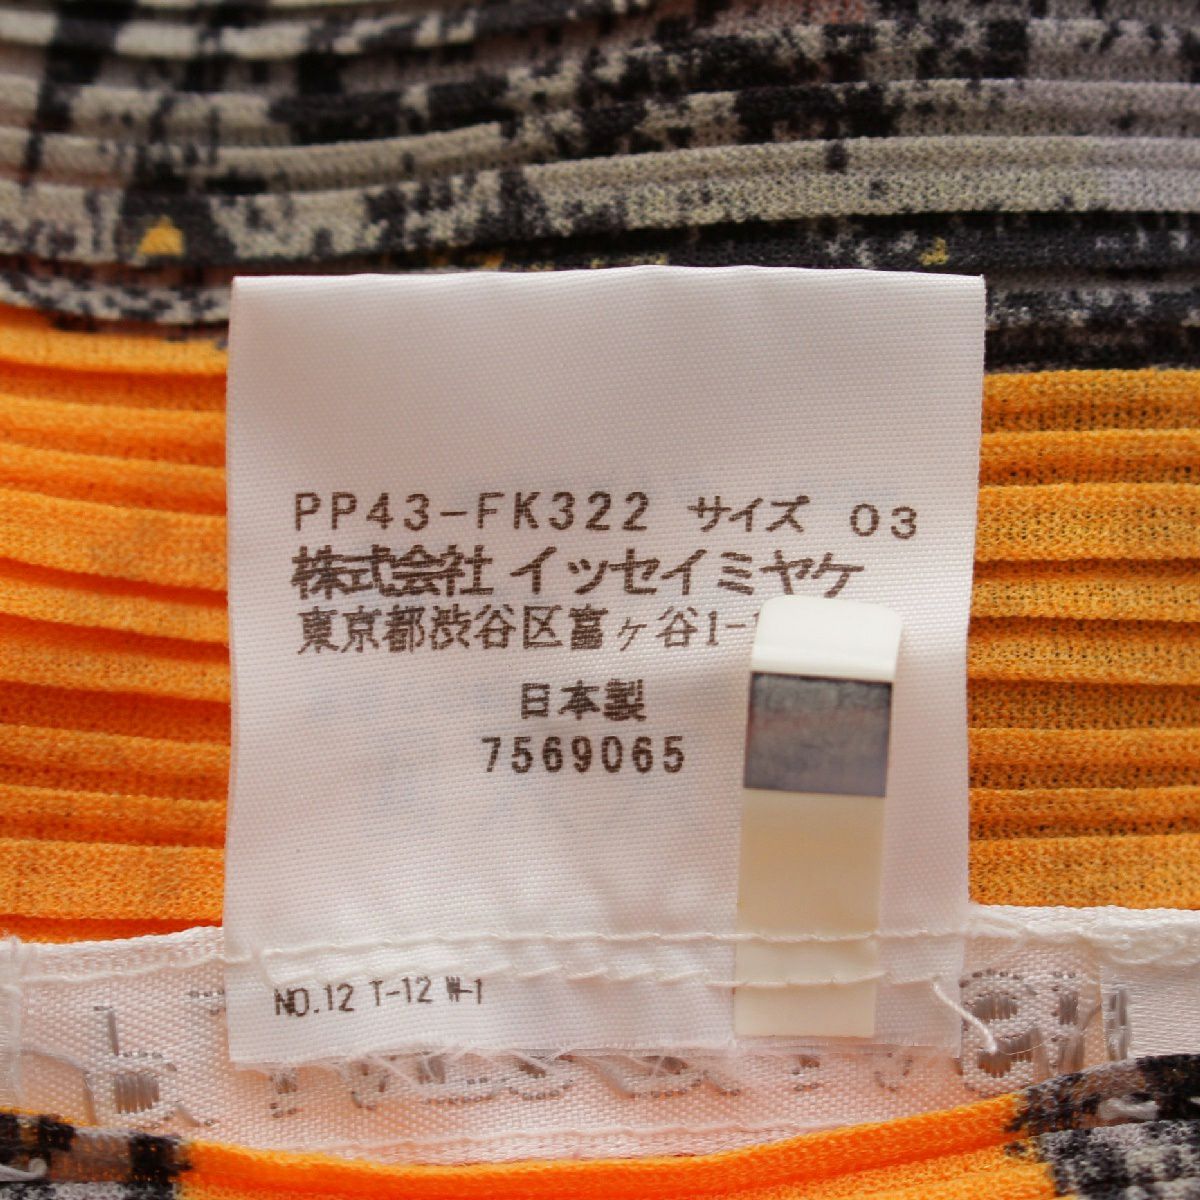 PP43-FK322 サイズ 03
株式会社 イッセイミヤケ
東京都渋谷区富ヶ谷1-
日本製
7569065
NO.12 T-12 W-1